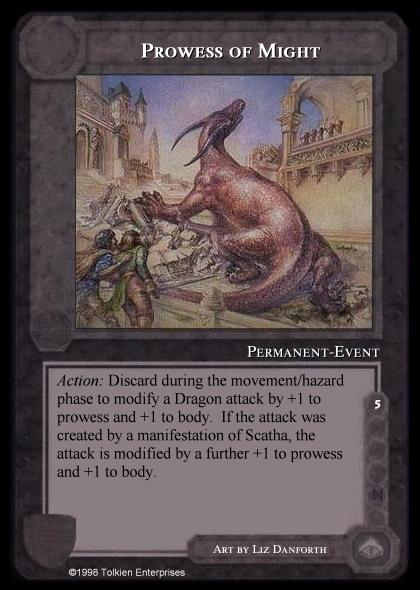 Prowess of Might
Permanent-Event
Action: Discard during the movement/hazard
phase to modify a Dragon attack by +1 to
prowess and +1 to body. If the attack was
created by a manifestation of Scatha, the
attack is modified by a further +1 to prowess
and +1 to body.
5
N
Art by Liz Danforth
©1998 Tolkien Enterprises